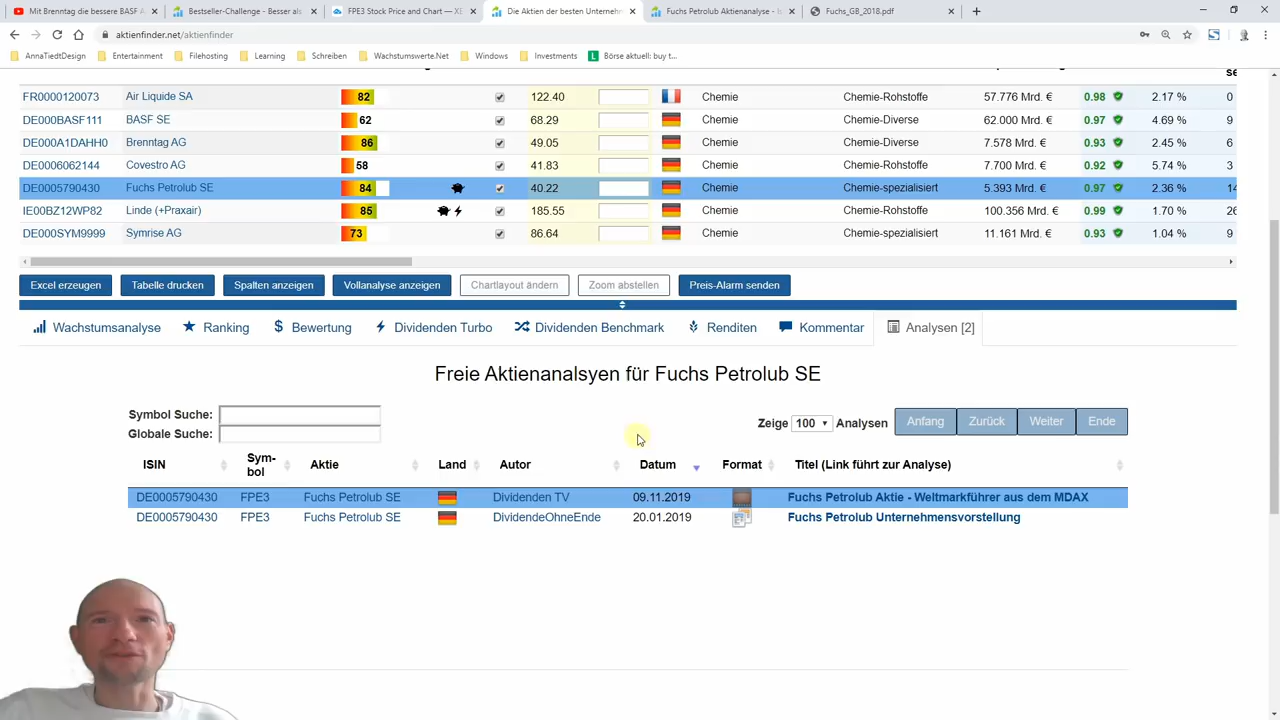 Mit Brenntag die bessere BASF A
Bestseller-Challenge - Besser als
FPE3 Stock Price and Chart — XE
Die Aktien der besten Unternehm
Fuchs Petrolub Aktienanalyse - Is
Fuchs_GB_2018.pdf
aktienfinder.net/aktienfinder
AnnaTiedtDesign Entertainment Filehosting Learning Schreiben Wachstumswerte.Net Windows Investments Börse aktuell: buy t...
se
FR0000120073 Air Liquide SA 82 122.40 Chemie Chemie-Rohstoffe 57.776 Mrd. € 0.98 2.17 % 0
DE000BASF111 BASF SE 62 68.29 Chemie Chemie-Diverse 62.000 Mrd. € 0.97 4.69 % 9
DE000A1DAHH0 Brenntag AG 86 49.05 Chemie Chemie-Diverse 7.578 Mrd. € 0.93 2.45 % 6
DE0006062144 Covestro AG 58 41.83 Chemie Chemie-Rohstoffe 7.700 Mrd. € 0.92 5.74 % 3
DE0005790430 Fuchs Petrolub SE 84 40.22 Chemie Chemie-spezialisiert 5.393 Mrd. € 0.97 2.36 % 14
IE00BZ12WP82 Linde (+Praxair) 85 185.55 Chemie Chemie-Rohstoffe 100.356 Mrd. € 0.99 1.70 % 26
DE000SYM9999 Symrise AG 73 86.64 Chemie Chemie-spezialisiert 11.161 Mrd. € 0.93 1.04 % 9
Excel erzeugen Tabelle drucken Spalten anzeigen Vollanalyse anzeigen Chartlayout ändern Zoom abstellen Preis-Alarm senden
Wachstumsanalyse Ranking Bewertung Dividenden Turbo Dividenden Benchmark Renditen Kommentar Analysen [2]
Freie Aktienanalsyen für Fuchs Petrolub SE
Symbol Suche:
Globale Suche:
Zeige 100 Analysen Anfang Zurück Weiter Ende
ISIN Sym-
bol Aktie Land Autor Datum Format Titel (Link führt zur Analyse)
DE0005790430 FPE3 Fuchs Petrolub SE Dividenden TV 09.11.2019 Fuchs Petrolub Aktie - Weltmarkführer aus dem MDAX
DE0005790430 FPE3 Fuchs Petrolub SE DividendeOhneEnde 20.01.2019 Fuchs Petrolub Unternehmensvorstellung